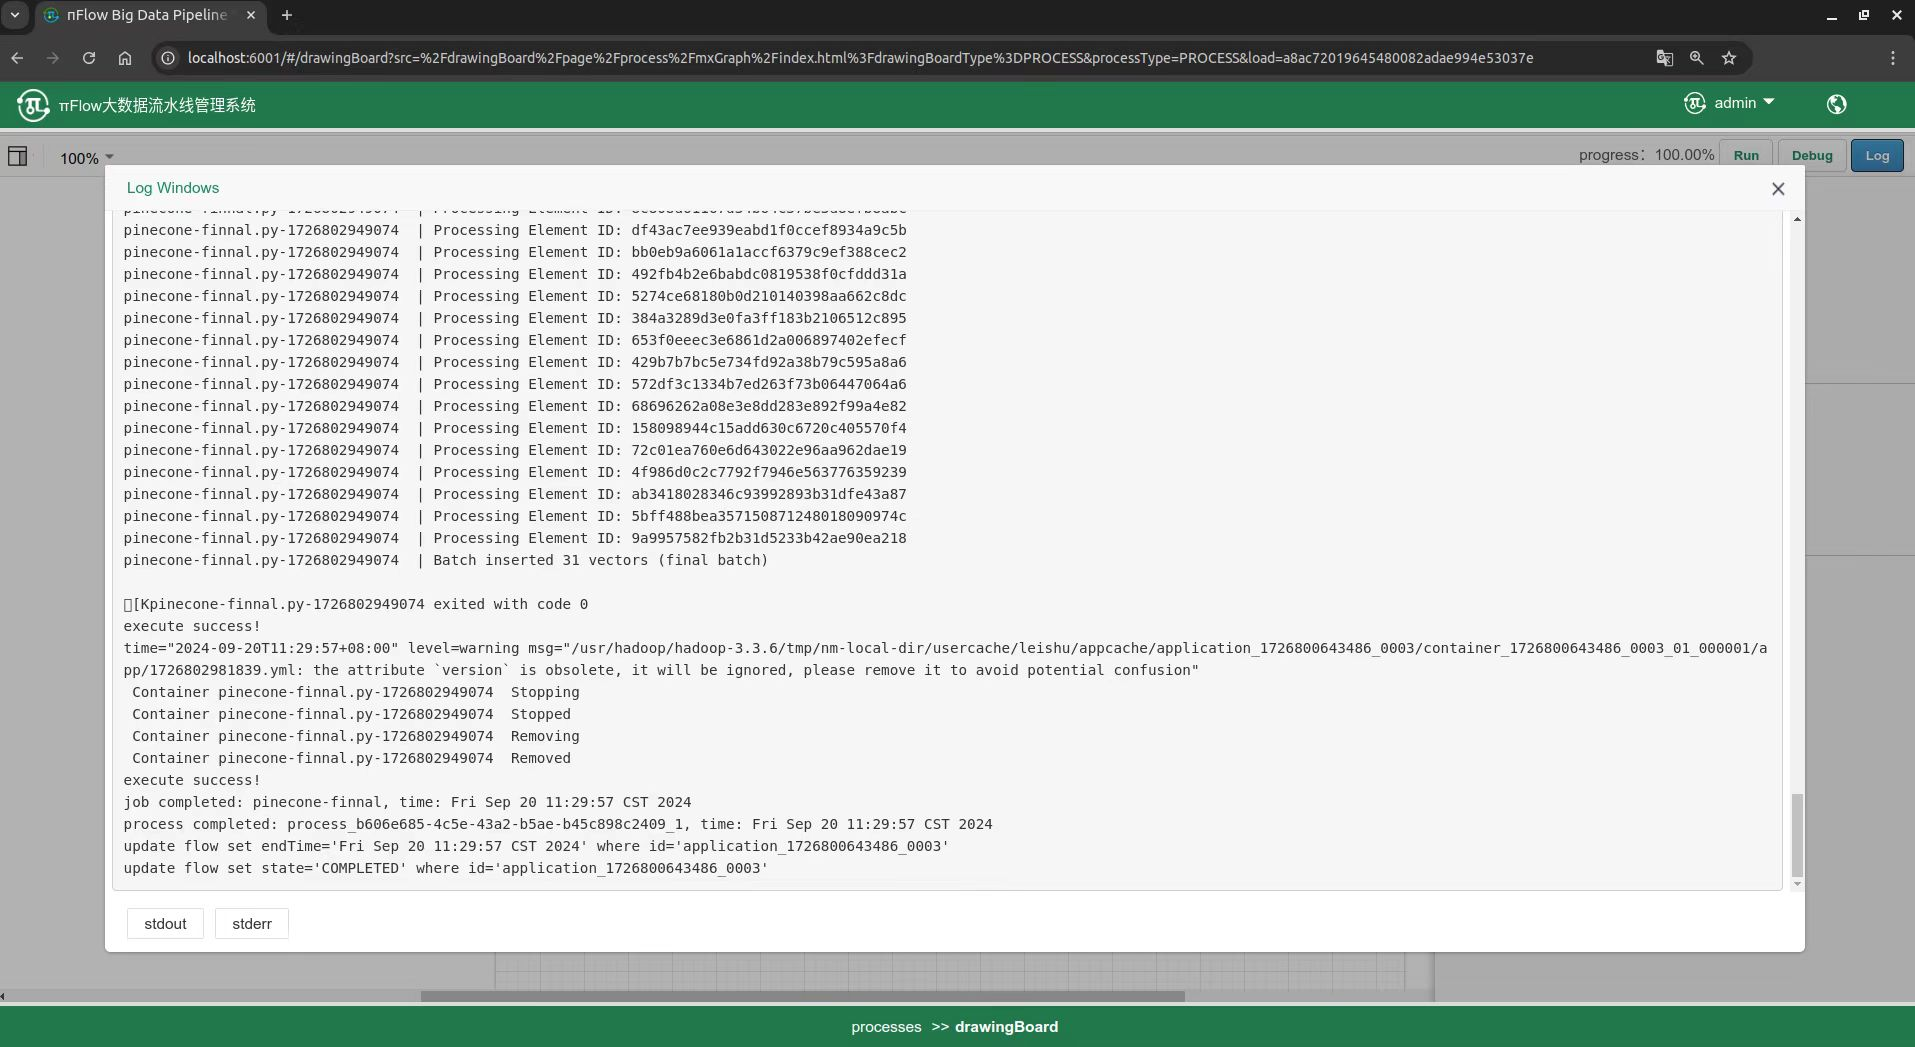 πFlow Big Data Pipeline
localhost:6001/#/drawingBoard?src=%2FdrawingBoard%2Fpage%2Fprocess%2FmxGraph%2Findex.html%3FdrawingBoardType%3DPROCESS&processType=PROCESS&load=a8ac72019645480082adae994e53037e
πFlow大数据流水线管理系统
admin
100%
progress：100.00%
Run
Debug
Log
Log Windows
pinecone-finnal.py-1726802949074  | Processing Element ID: df43ac7ee939eabd1f0ccef8934a9c5b
pinecone-finnal.py-1726802949074  | Processing Element ID: bb0eb9a6061a1accf6379c9ef388cec2
pinecone-finnal.py-1726802949074  | Processing Element ID: 492fb4b2e6babdc0819538f0cfddd31a
pinecone-finnal.py-1726802949074  | Processing Element ID: 5274ce68180b0d210140398aa662c8dc
pinecone-finnal.py-1726802949074  | Processing Element ID: 384a3289d3e0fa3ff183b2106512c895
pinecone-finnal.py-1726802949074  | Processing Element ID: 653f0eeec3e6861d2a006897402efecf
pinecone-finnal.py-1726802949074  | Processing Element ID: 429b7b7bc5e734fd92a38b79c595a8a6
pinecone-finnal.py-1726802949074  | Processing Element ID: 572df3c1334b7ed263f73b06447064a6
pinecone-finnal.py-1726802949074  | Processing Element ID: 68696262a08e3e8dd283e892f99a4e82
pinecone-finnal.py-1726802949074  | Processing Element ID: 158098944c15add630c6720c405570f4
pinecone-finnal.py-1726802949074  | Processing Element ID: 72c01ea760e6d643022e96aa962dae19
pinecone-finnal.py-1726802949074  | Processing Element ID: 4f986d0c2c7792f7946e563776359239
pinecone-finnal.py-1726802949074  | Processing Element ID: ab3418028346c93992893b31dfe43a87
pinecone-finnal.py-1726802949074  | Processing Element ID: 5bff488bea357150871248018090974c
pinecone-finnal.py-1726802949074  | Processing Element ID: 9a9957582fb2b31d5233b42ae90ea218
pinecone-finnal.py-1726802949074  | Batch inserted 31 vectors (final batch)
[Kpinecone-finnal.py-1726802949074 exited with code 0
execute success!
time="2024-09-20T11:29:57+08:00" level=warning msg="/usr/hadoop/hadoop-3.3.6/tmp/nm-local-dir/usercache/leishu/appcache/application_1726800643486_0003/container_1726800643486_0003_01_000001/a
pp/1726802981839.yml: the attribute `version` is obsolete, it will be ignored, please remove it to avoid potential confusion"
Container pinecone-finnal.py-1726802949074  Stopping
Container pinecone-finnal.py-1726802949074  Stopped
Container pinecone-finnal.py-1726802949074  Removing
Container pinecone-finnal.py-1726802949074  Removed
execute success!
job completed: pinecone-finnal, time: Fri Sep 20 11:29:57 CST 2024
process completed: process_b606e685-4c5e-43a2-b5ae-b45c898c2409_1, time: Fri Sep 20 11:29:57 CST 2024
update flow set endTime='Fri Sep 20 11:29:57 CST 2024' where id='application_1726800643486_0003'
update flow set state='COMPLETED' where id='application_1726800643486_0003'
stdout
stderr
processes >> drawingBoard